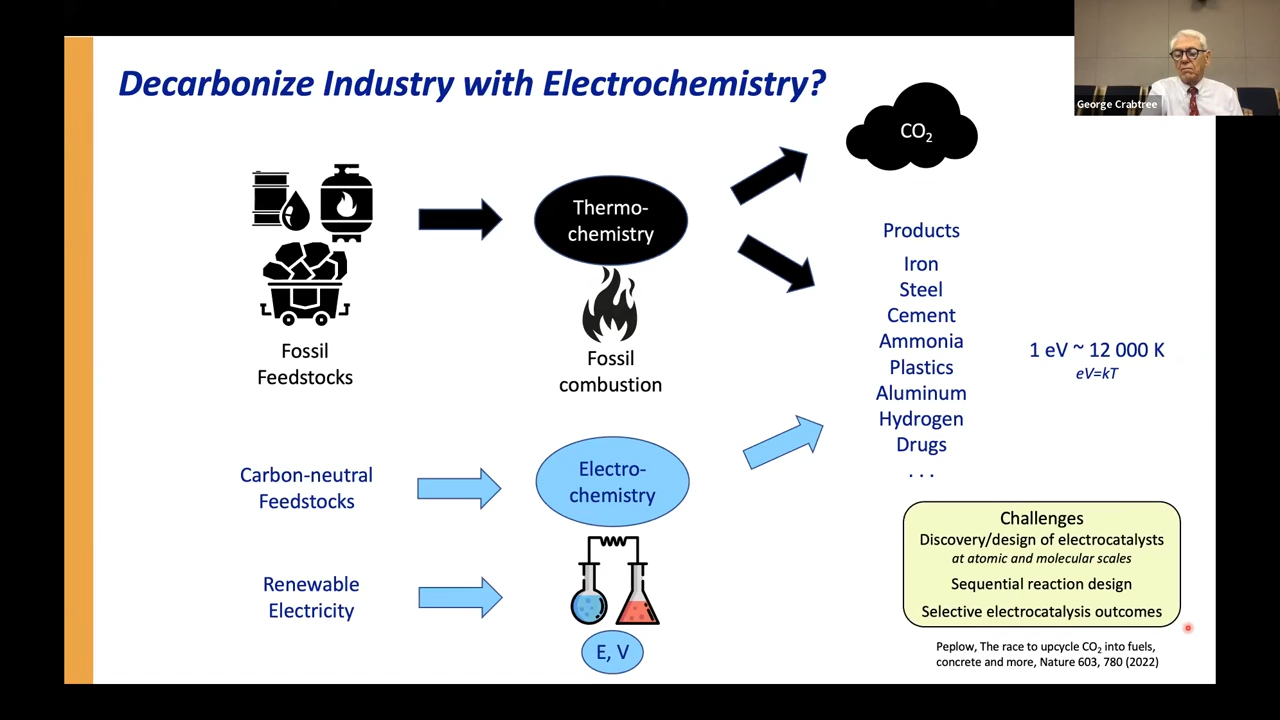 Decarbonize Industry with Electrochemistry?
George Crabtree
CO₂
Thermo-
chemistry
Fossil
Feedstocks
Fossil
combustion
Products
Iron
Steel
Cement
Ammonia
Plastics
Aluminum
Hydrogen
Drugs
. . .
1 eV ~ 12 000 K
eV=kT
Carbon-neutral
Feedstocks
Electro-
chemistry
Renewable
Electricity
E, V
Challenges
Discovery/design of electrocatalysts
at atomic and molecular scales
Sequential reaction design
Selective electrocatalysis outcomes
Peplow, The race to upcycle CO₂ into fuels,
concrete and more, Nature 603, 780 (2022)